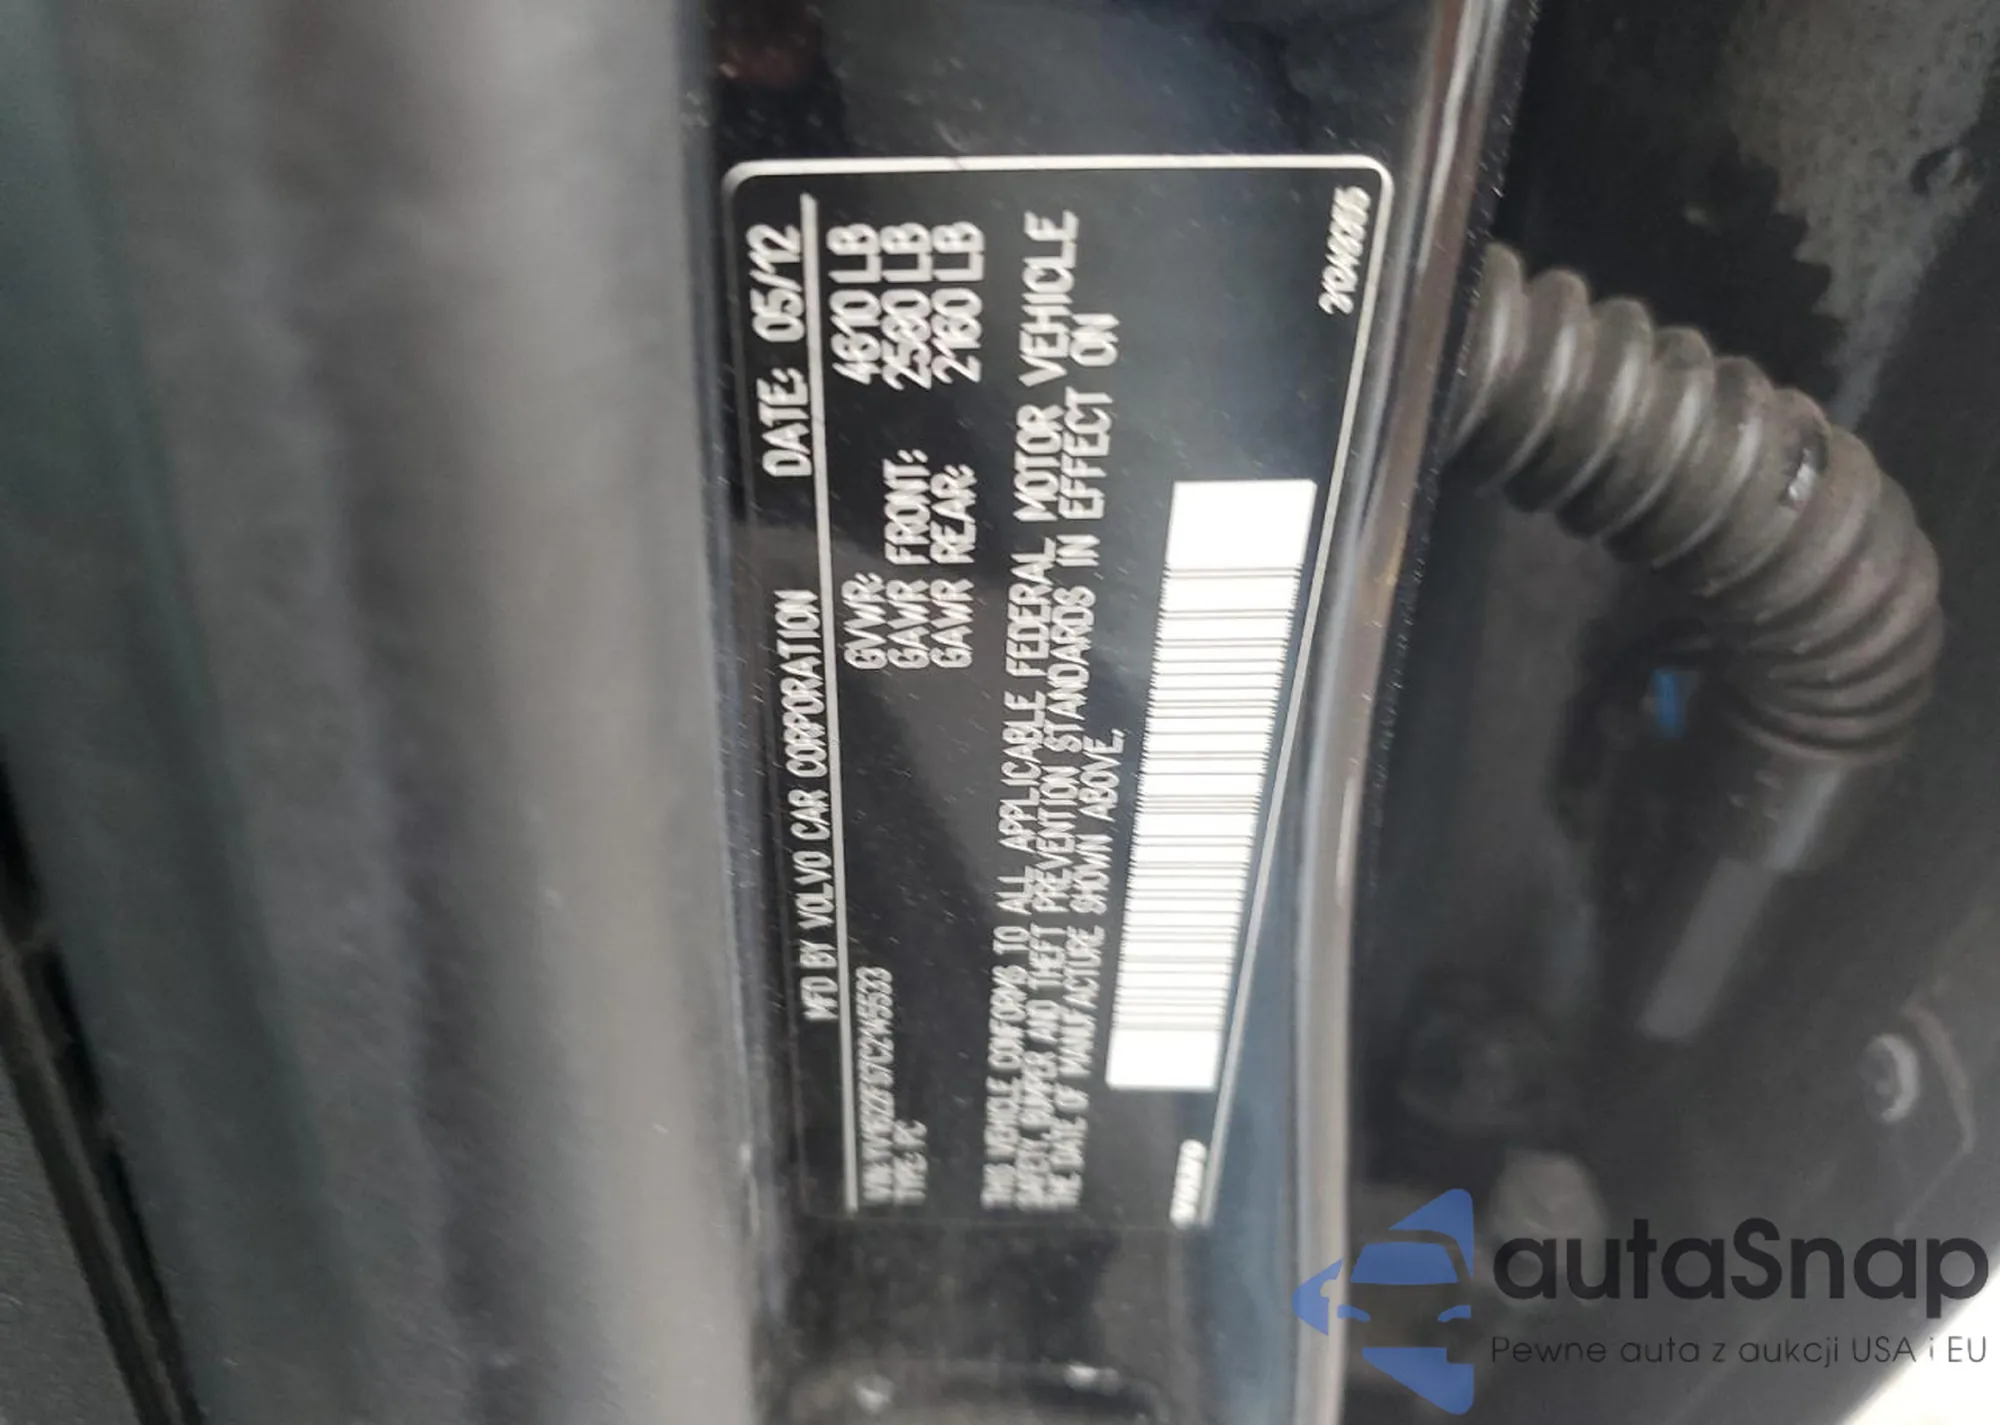 MFD BY VOLVO CAR CORPORATION DATE: 05/12
GVWR: 4610 LB
GAWR FRONT: 2580 LB
GAWR REAR: 2160 LB
TYPE: PC
THIS VEHICLE CONFORMS TO ALL APPLICABLE FEDERAL MOTOR VEHICLE
SAFETY, BUMPER AND THEFT PREVENTION STANDARDS IN EFFECT ON
THE DATE OF MANUFACTURE SHOWN ABOVE.
autaSnap
Pewne auta z aukcji USA i EU